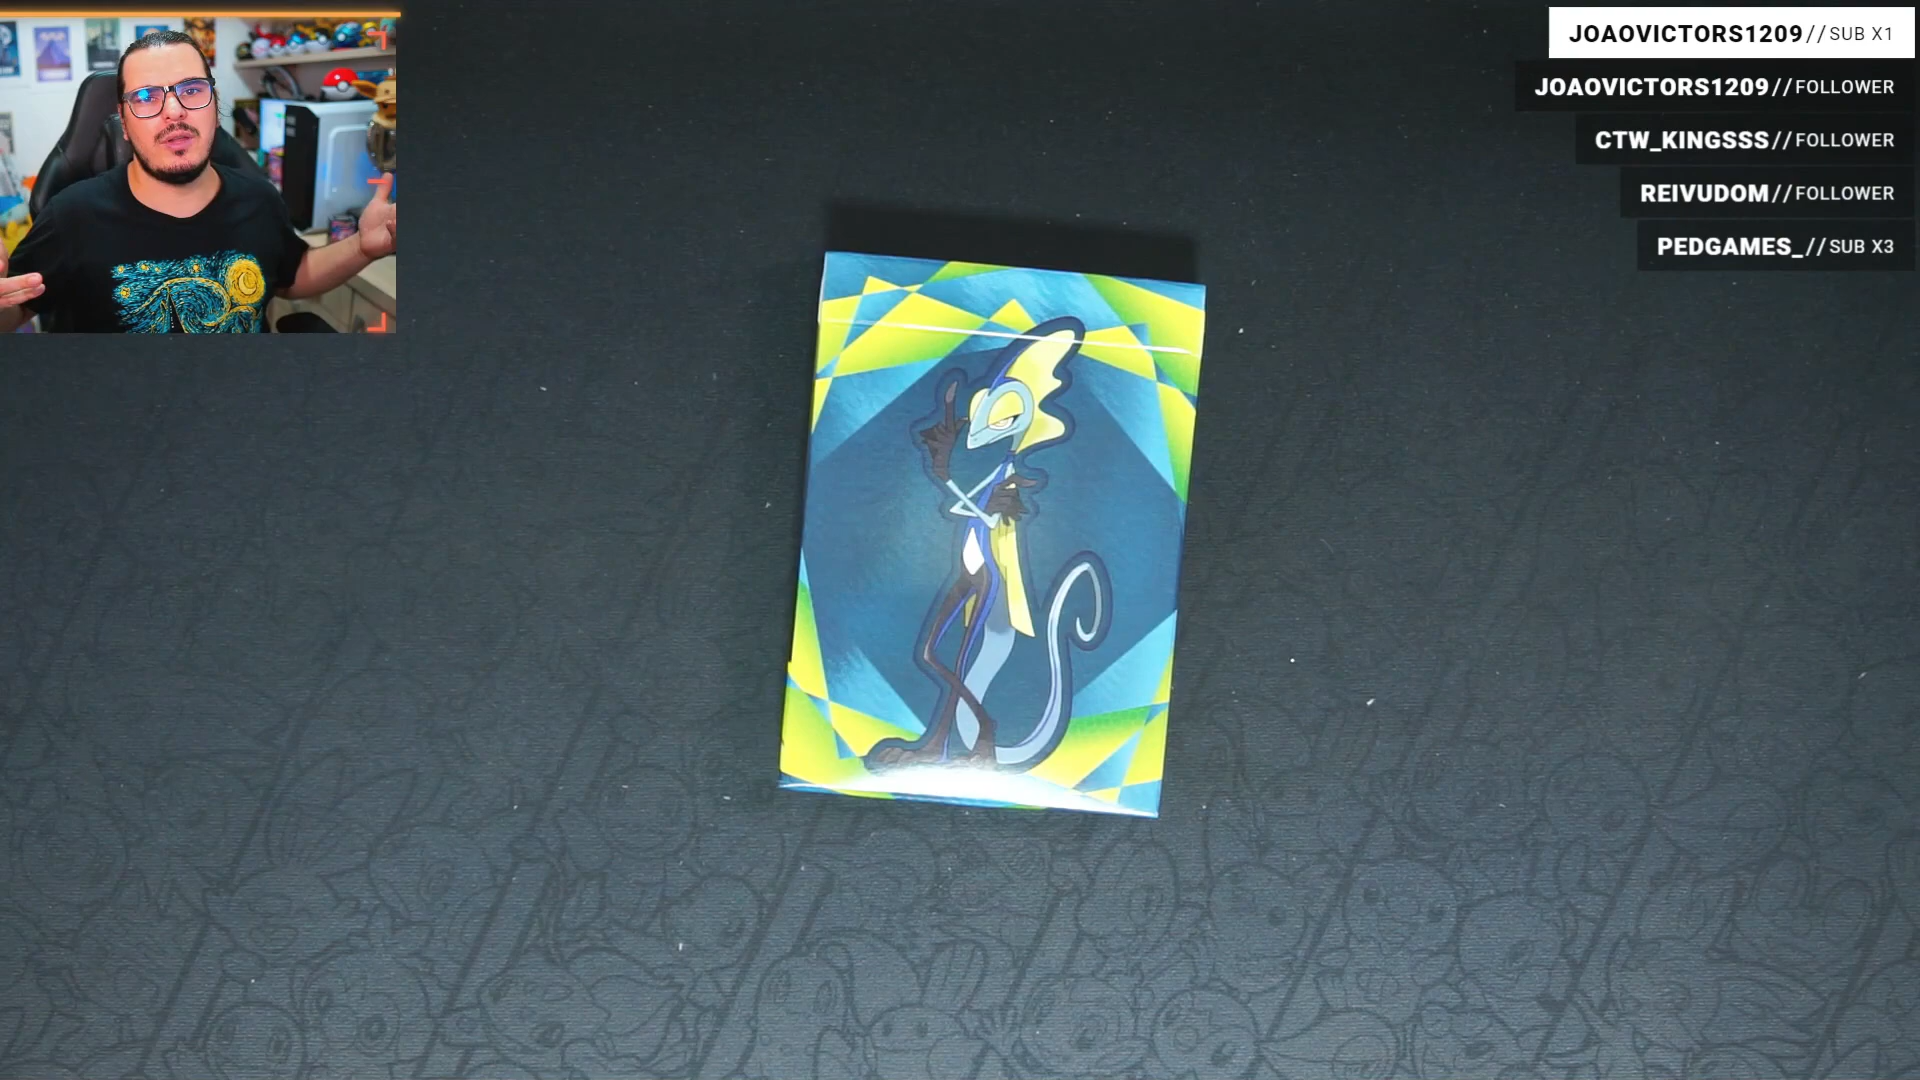 JOAOVICTORS1209//SUB X1
JOAOVICTORS1209//FOLLOWER
CTW_KINGSSS//FOLLOWER
REIVUDOM//FOLLOWER
PEDGAMES_//SUB X3